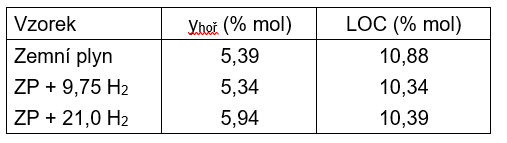 Vzorek Vhoř (% mol) LOC (% mol)
Zemní plyn 5,39 10,88
ZP + 9,75 H2 5,34 10,34
ZP + 21,0 H2 5,94 10,39